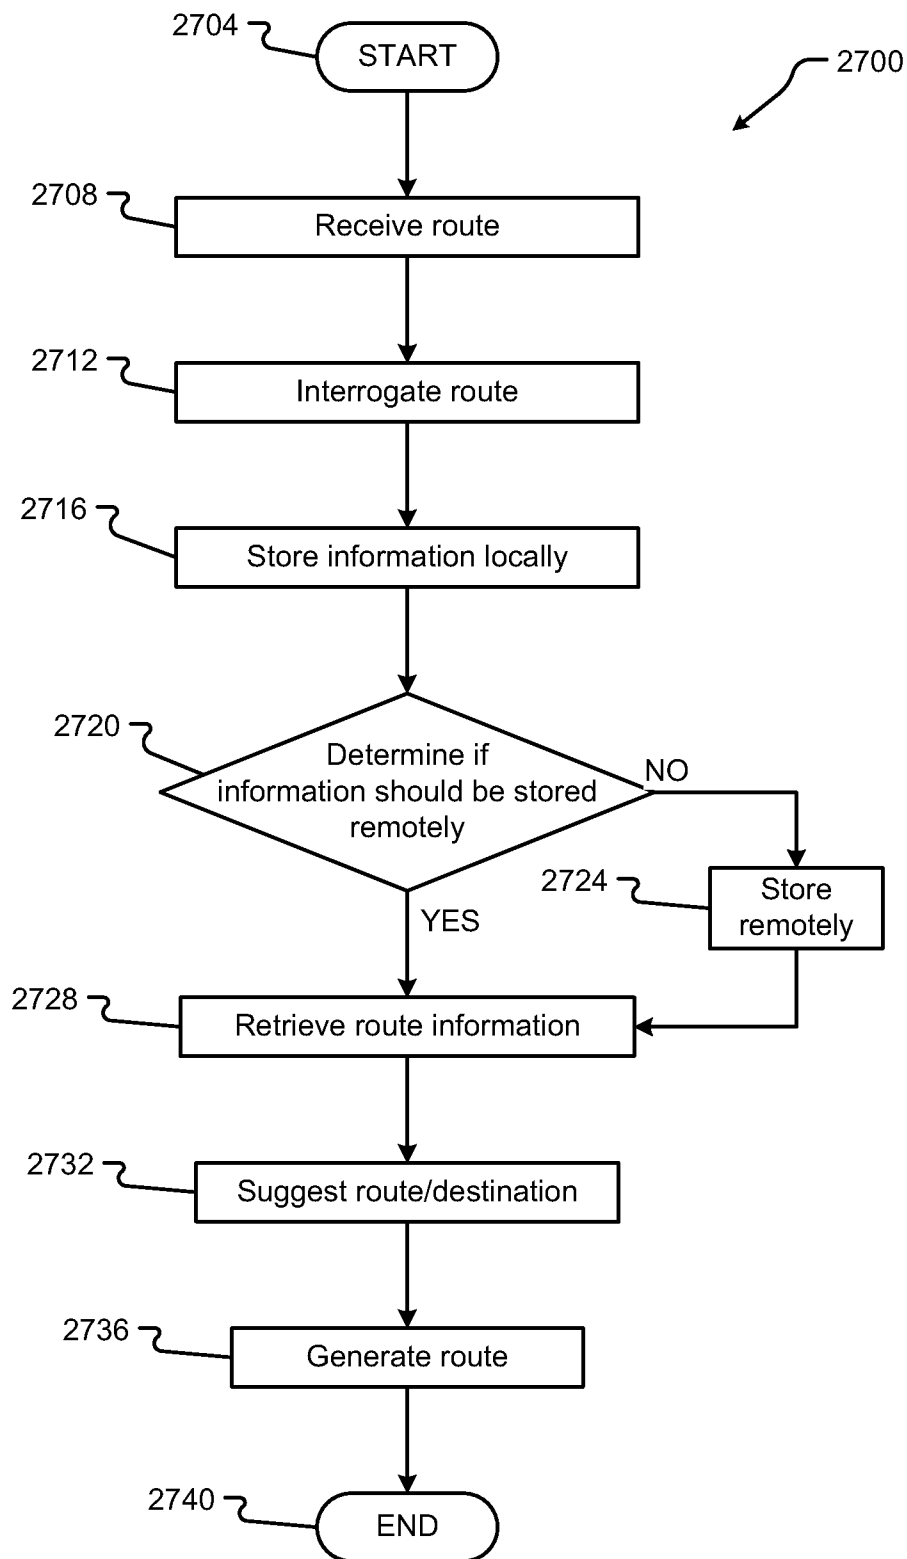 2704
START
2700
2708
Receive route
2712
Interrogate route
2716
Store information locally
2720
Determine if
information should be stored
remotely
NO
2724
Store
remotely
YES
2728
Retrieve route information
2732
Suggest route/destination
2736
Generate route
2740
END